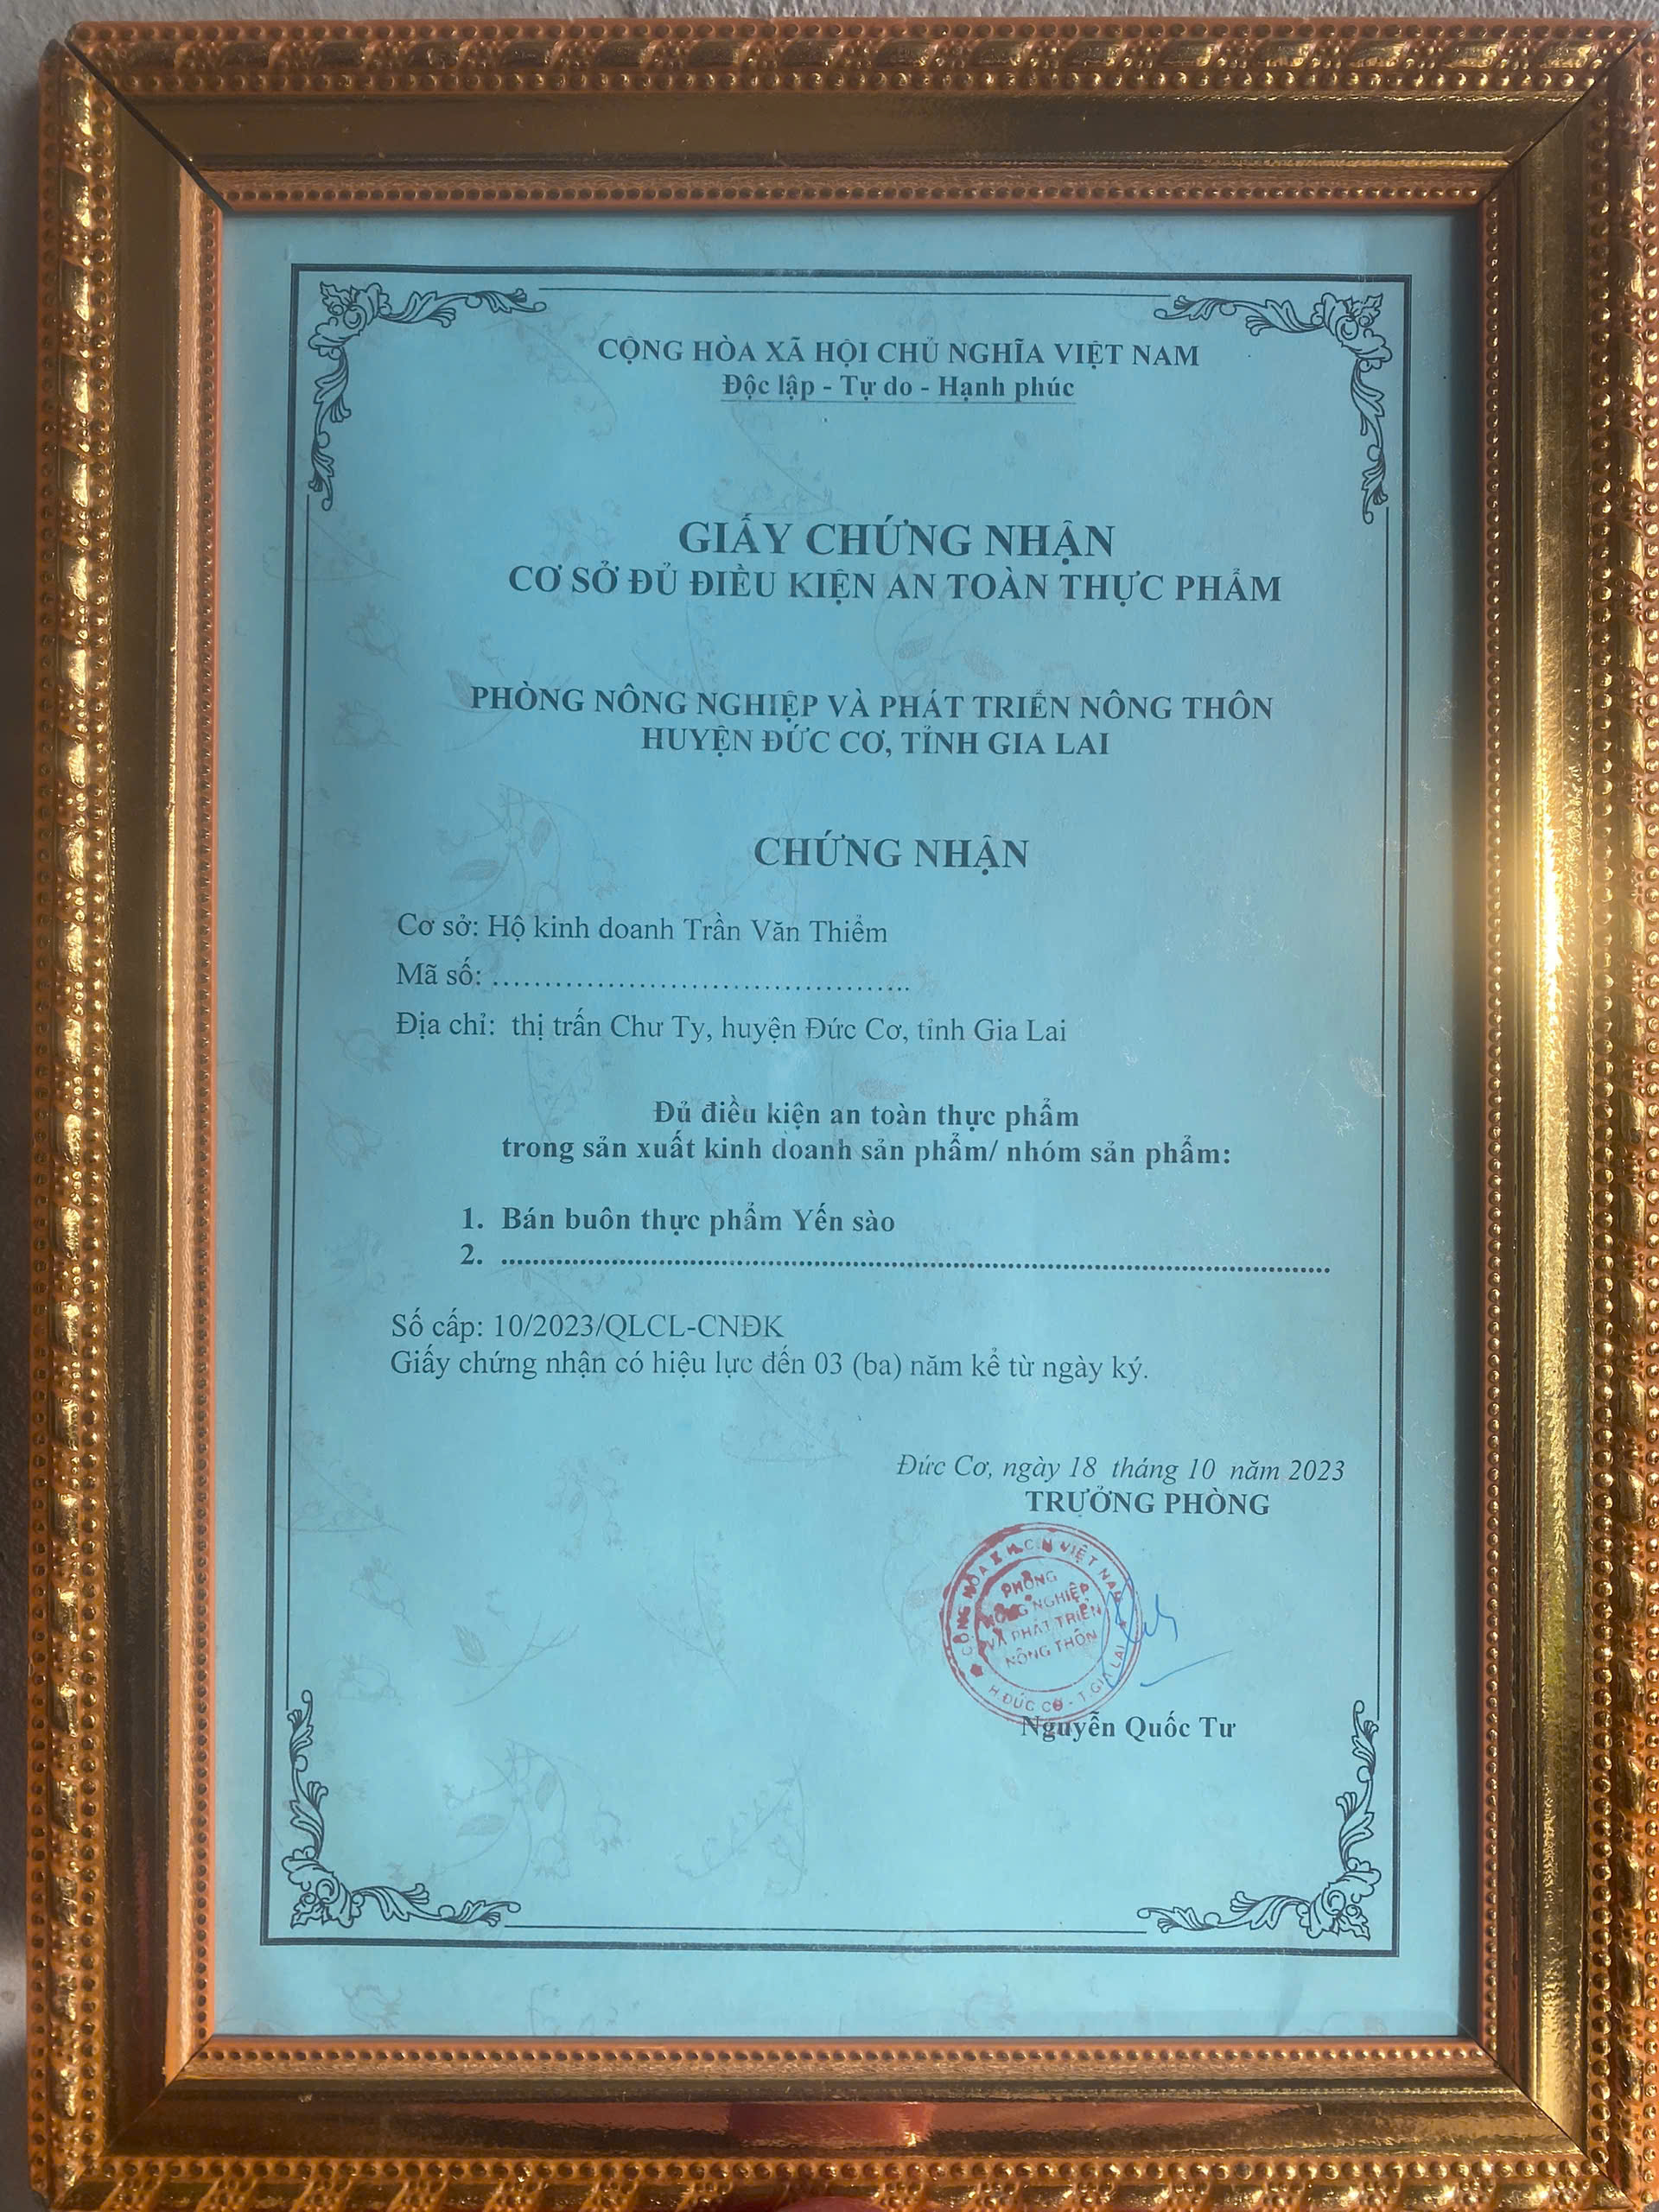 CỘNG HÒA XÃ HỘI CHỦ NGHĨA VIỆT NAM
Độc lập - Tự do - Hạnh phúc
GIẤY CHỨNG NHẬN
CƠ SỞ ĐỦ ĐIỀU KIỆN AN TOÀN THỰC PHẨM
PHÒNG NÔNG NGHIỆP VÀ PHÁT TRIỂN NÔNG THÔN
HUYỆN ĐỨC CƠ, TỈNH GIA LAI
CHỨNG NHẬN
Cơ sở: Hộ kinh doanh Trần Văn Thiểm
Mã số: ........................................
Địa chỉ: thị trấn Chư Ty, huyện Đức Cơ, tỉnh Gia Lai
Đủ điều kiện an toàn thực phẩm
trong sản xuất kinh doanh sản phẩm/ nhóm sản phẩm:
1. Bán buôn thực phẩm Yến sào
2. ........................................
Số cấp: 10/2023/QLCL-CNĐK
Giấy chứng nhận có hiệu lực đến 03 (ba) năm kể từ ngày ký.
Đức Cơ, ngày 18 tháng 10 năm 2023
TRƯỞNG PHÒNG
CỘNG HÒA X.H.C.N VIỆT NAM
PHÒNG
NÔNG NGHIỆP
VÀ PHÁT TRIỂN
NÔNG THÔN
H.ĐỨC CƠ - T.GIA LAI
Nguyễn Quốc Tư